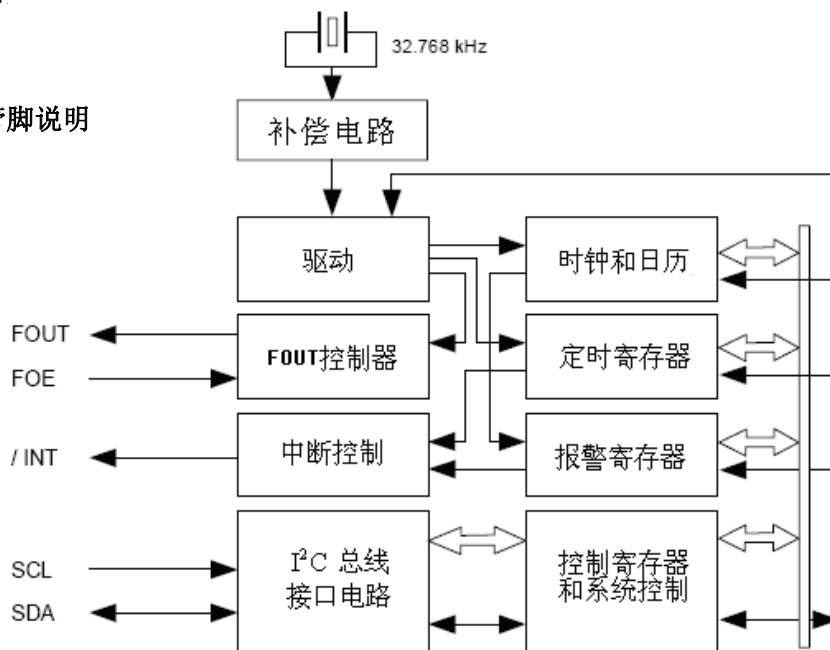 32.768 kHz
脚说明
补偿电路
驱动
时钟和日历
FOUT
FOE
FOUT控制器
定时寄存器
/ INT
中断控制
报警寄存器
SCL
SDA
I²C 总线
接口电路
控制寄存器
和系统控制